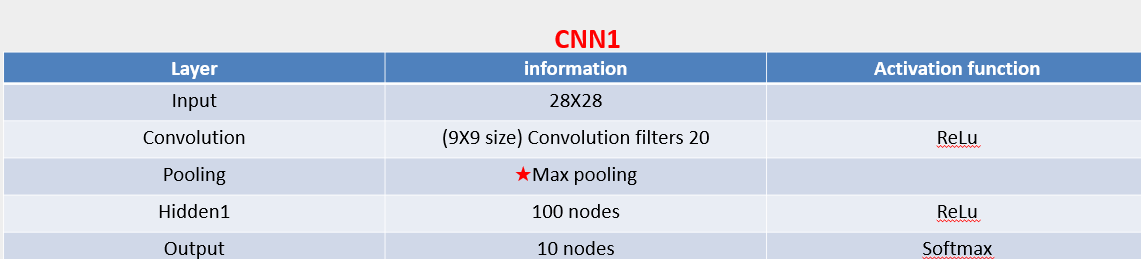 CNN1
Layer information Activation function
Input 28X28
Convolution (9X9 size) Convolution filters 20 ReLu
Pooling ★Max pooling
Hidden1 100 nodes ReLu
Output 10 nodes Softmax